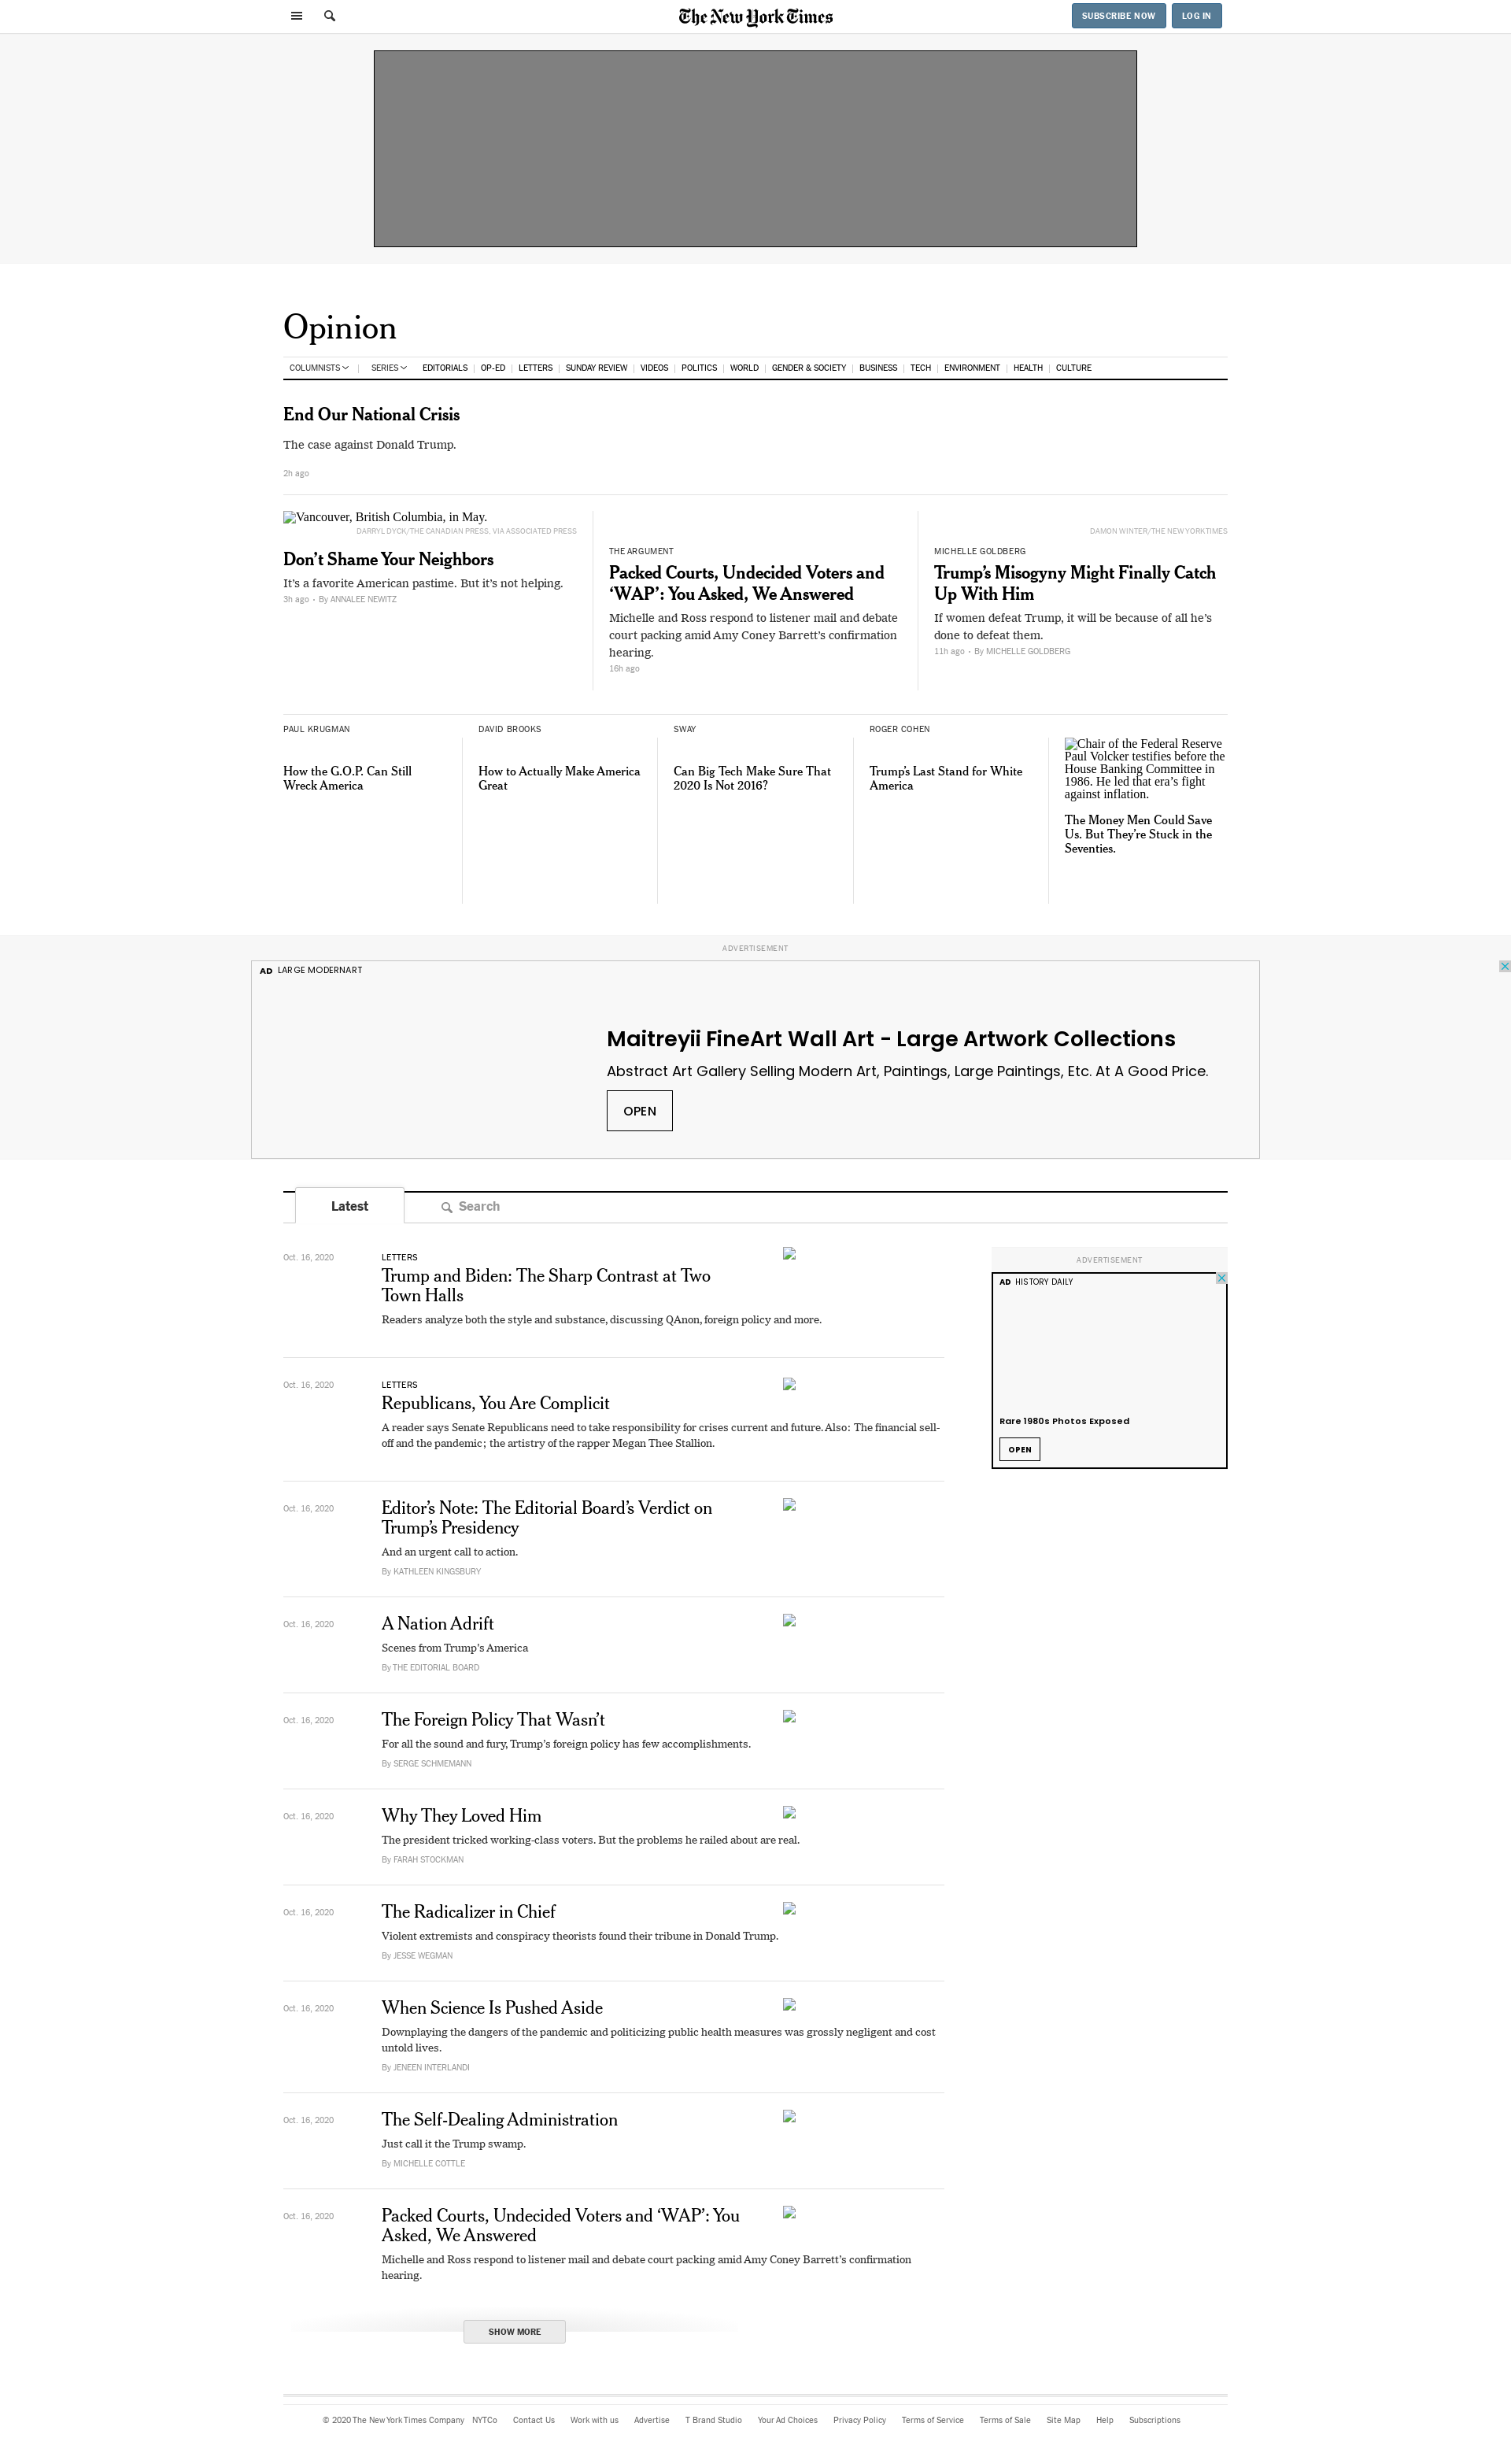 The New York Times
SUBSCRIBE NOW
LOG IN
Opinion
COLUMNISTS SERIES EDITORIALS OP-ED LETTERS SUNDAY REVIEW VIDEOS POLITICS WORLD GENDER & SOCIETY BUSINESS TECH ENVIRONMENT HEALTH CULTURE
End Our National Crisis
The case against Donald Trump.
2h ago
Vancouver, British Columbia, in May.
DARRYL DYCK/THE CANADIAN PRESS, VIA ASSOCIATED PRESS
Don’t Shame Your Neighbors
It’s a favorite American pastime. But it’s not helping.
3h ago • By ANNALEE NEWITZ
THE ARGUMENT
Packed Courts, Undecided Voters and
‘WAP’: You Asked, We Answered
Michelle and Ross respond to listener mail and debate
court packing amid Amy Coney Barrett’s confirmation
hearing.
16h ago
DAMON WINTER/THE NEW YORK TIMES
MICHELLE GOLDBERG
Trump’s Misogyny Might Finally Catch
Up With Him
If women defeat Trump, it will be because of all he’s
done to defeat them.
11h ago • By MICHELLE GOLDBERG
PAUL KRUGMAN
How the G.O.P. Can Still
Wreck America
DAVID BROOKS
How to Actually Make America
Great
SWAY
Can Big Tech Make Sure That
2020 Is Not 2016?
ROGER COHEN
Trump’s Last Stand for White
America
Chair of the Federal Reserve
Paul Volcker testifies before the
House Banking Committee in
1986. He led that era’s fight
against inflation.
The Money Men Could Save
Us. But They’re Stuck in the
Seventies.
ADVERTISEMENT
AD LARGE MODERNART
Maitreyii FineArt Wall Art - Large Artwork Collections
Abstract Art Gallery Selling Modern Art, Paintings, Large Paintings, Etc. At A Good Price.
OPEN
Latest
Search
Oct. 16, 2020
LETTERS
Trump and Biden: The Sharp Contrast at Two
Town Halls
Readers analyze both the style and substance, discussing QAnon, foreign policy and more.
ADVERTISEMENT
AD HISTORY DAILY
Rare 1980s Photos Exposed
OPEN
Oct. 16, 2020
LETTERS
Republicans, You Are Complicit
A reader says Senate Republicans need to take responsibility for crises current and future. Also: The financial sell-
off and the pandemic; the artistry of the rapper Megan Thee Stallion.
Oct. 16, 2020
Editor’s Note: The Editorial Board’s Verdict on
Trump’s Presidency
And an urgent call to action.
By KATHLEEN KINGSBURY
Oct. 16, 2020
A Nation Adrift
Scenes from Trump’s America
By THE EDITORIAL BOARD
Oct. 16, 2020
The Foreign Policy That Wasn’t
For all the sound and fury, Trump’s foreign policy has few accomplishments.
By SERGE SCHMEMANN
Oct. 16, 2020
Why They Loved Him
The president tricked working-class voters. But the problems he railed about are real.
By FARAH STOCKMAN
Oct. 16, 2020
The Radicalizer in Chief
Violent extremists and conspiracy theorists found their tribune in Donald Trump.
By JESSE WEGMAN
Oct. 16, 2020
When Science Is Pushed Aside
Downplaying the dangers of the pandemic and politicizing public health measures was grossly negligent and cost
untold lives.
By JENEEN INTERLANDI
Oct. 16, 2020
The Self-Dealing Administration
Just call it the Trump swamp.
By MICHELLE COTTLE
Oct. 16, 2020
Packed Courts, Undecided Voters and ‘WAP’: You
Asked, We Answered
Michelle and Ross respond to listener mail and debate court packing amid Amy Coney Barrett’s confirmation
hearing.
SHOW MORE
© 2020 The New York Times Company NYTCo Contact Us Work with us Advertise T Brand Studio Your Ad Choices Privacy Policy Terms of Service Terms of Sale Site Map Help Subscriptions